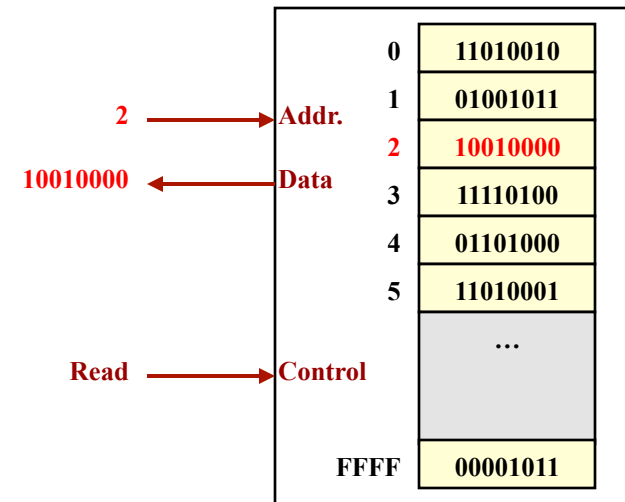 0 11010010
1 01001011
2 Addr.
2 10010000
10010000 Data
3 11110100
4 01101000
5 11010001
...
Read Control
FFFF 00001011